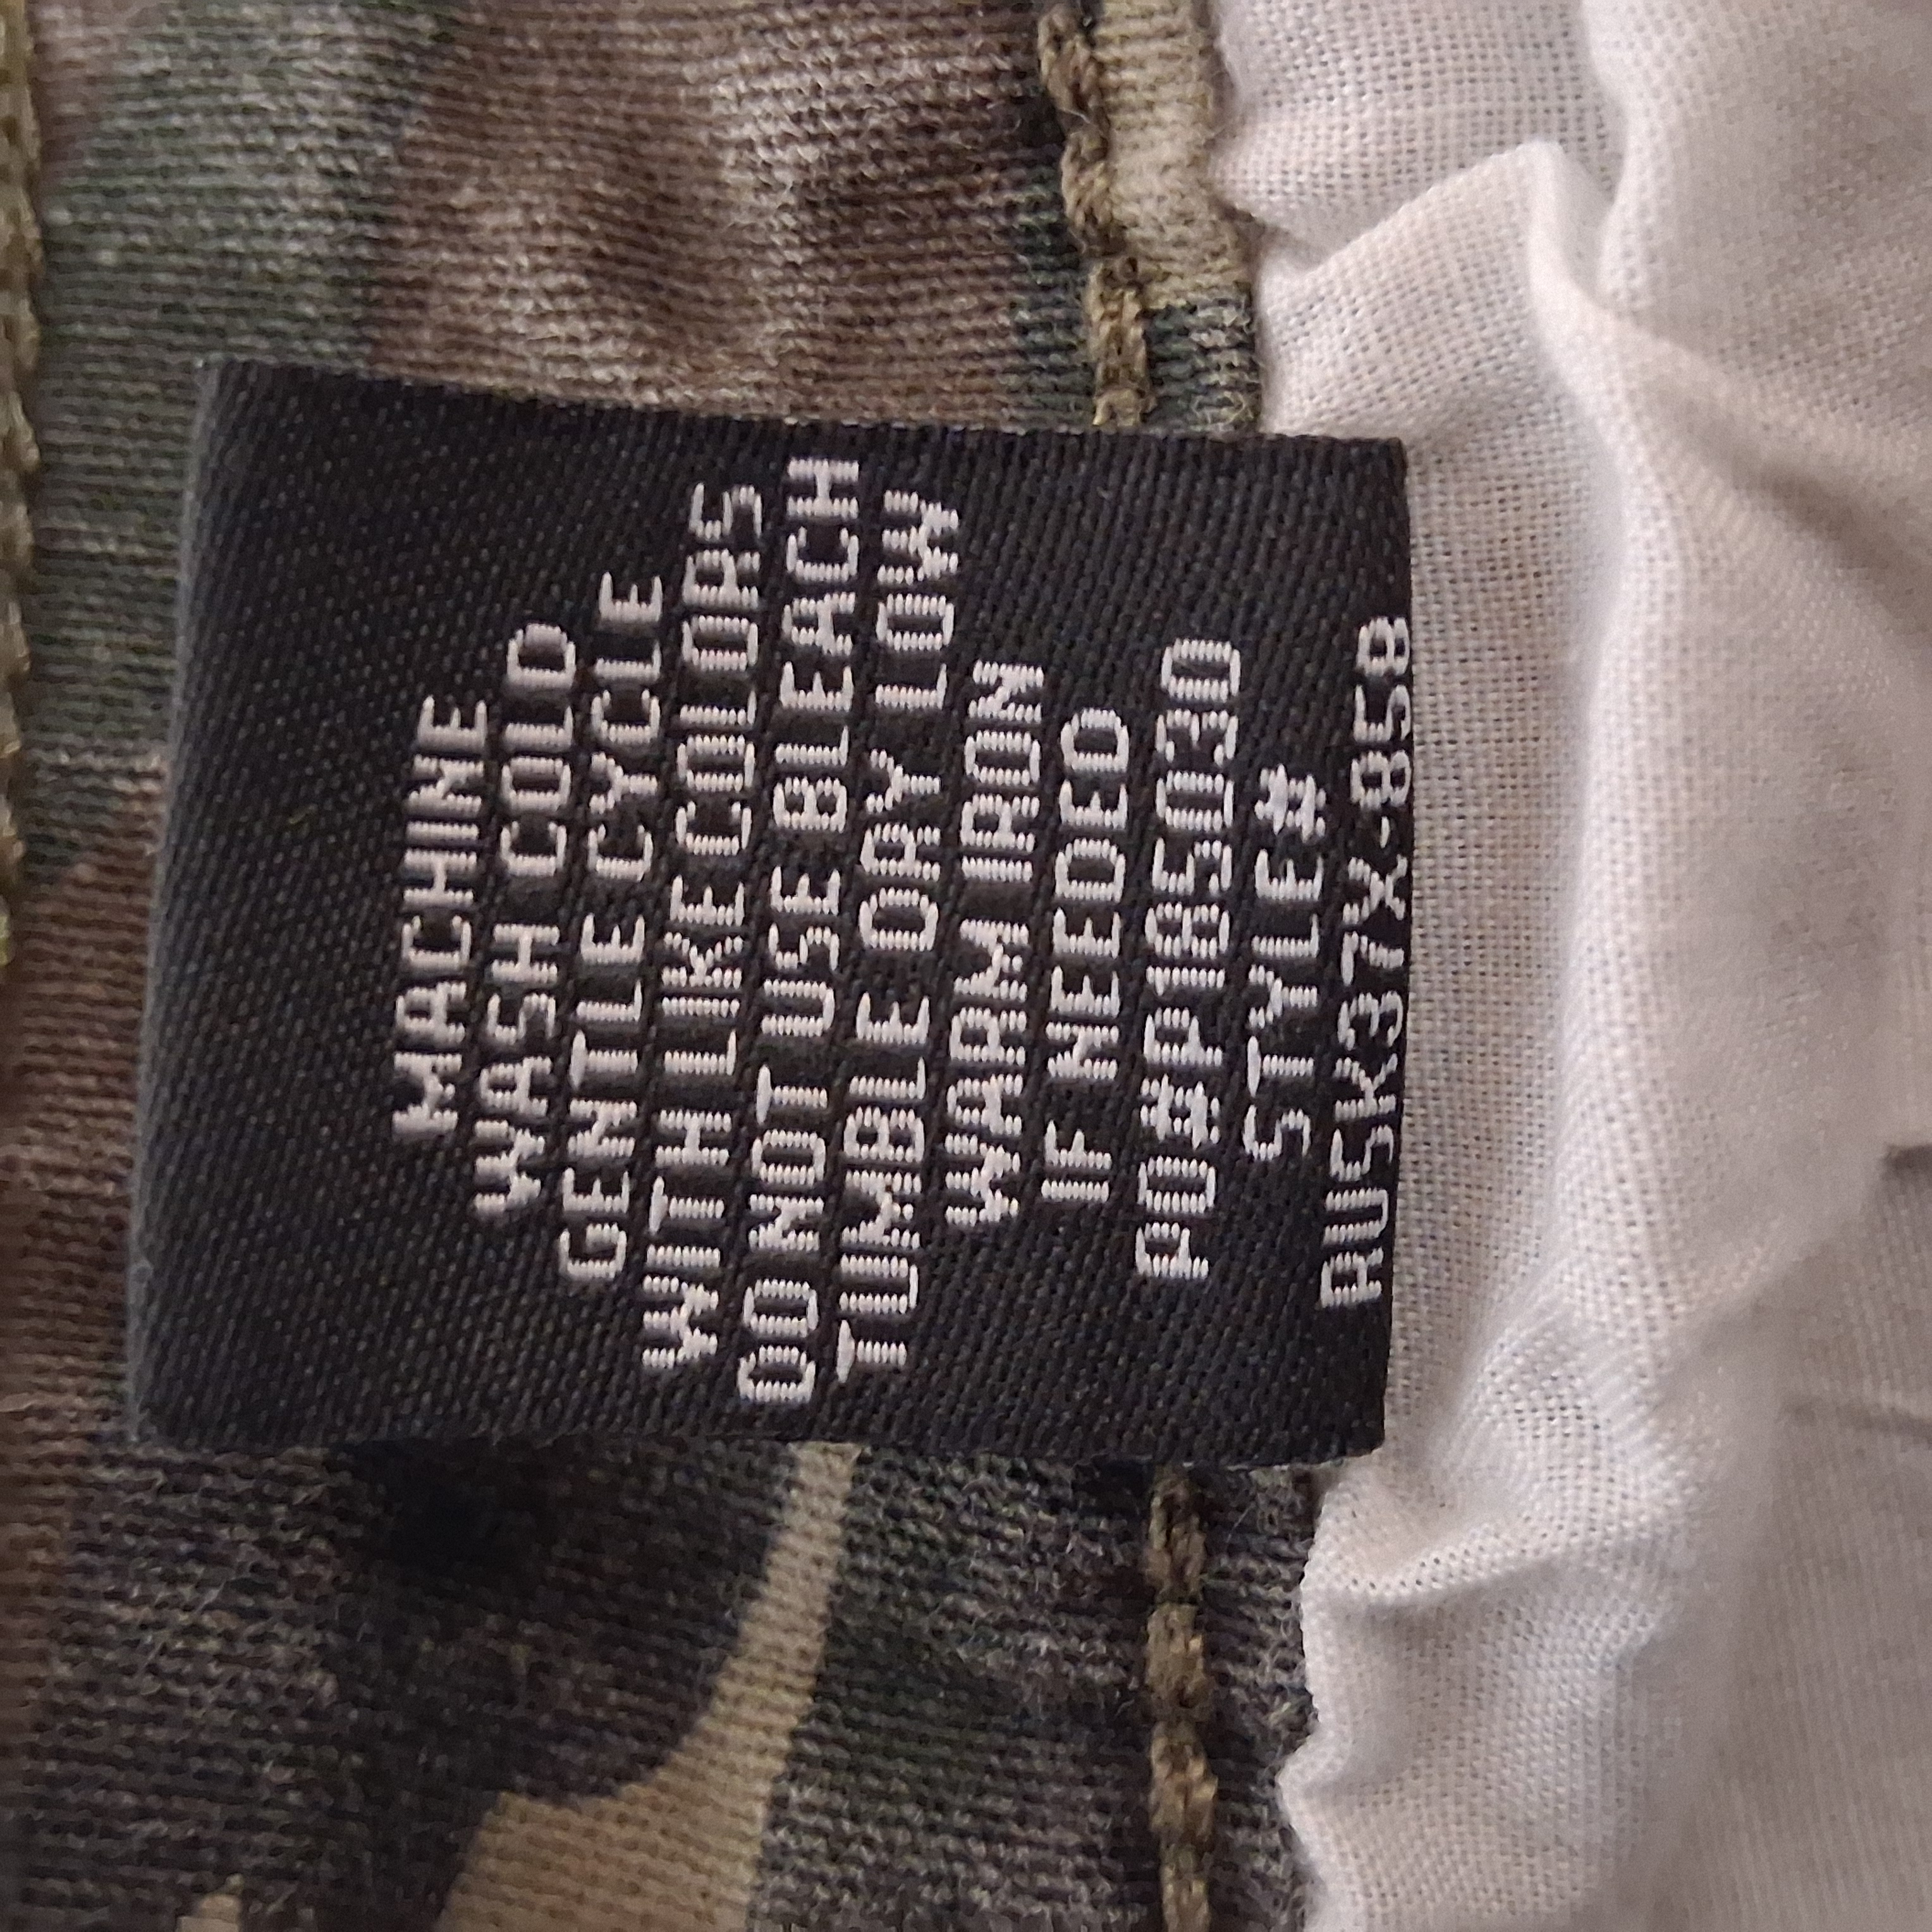 MACHINE
WASH COLD
GENTLE CYCLE
WITH LIKE COLORS
DO NOT USE BLEACH
TUMBLE DRY LOW
WARM IRON
IF NEEDED
PO#P185030
STYLE#
RUSK37X-858